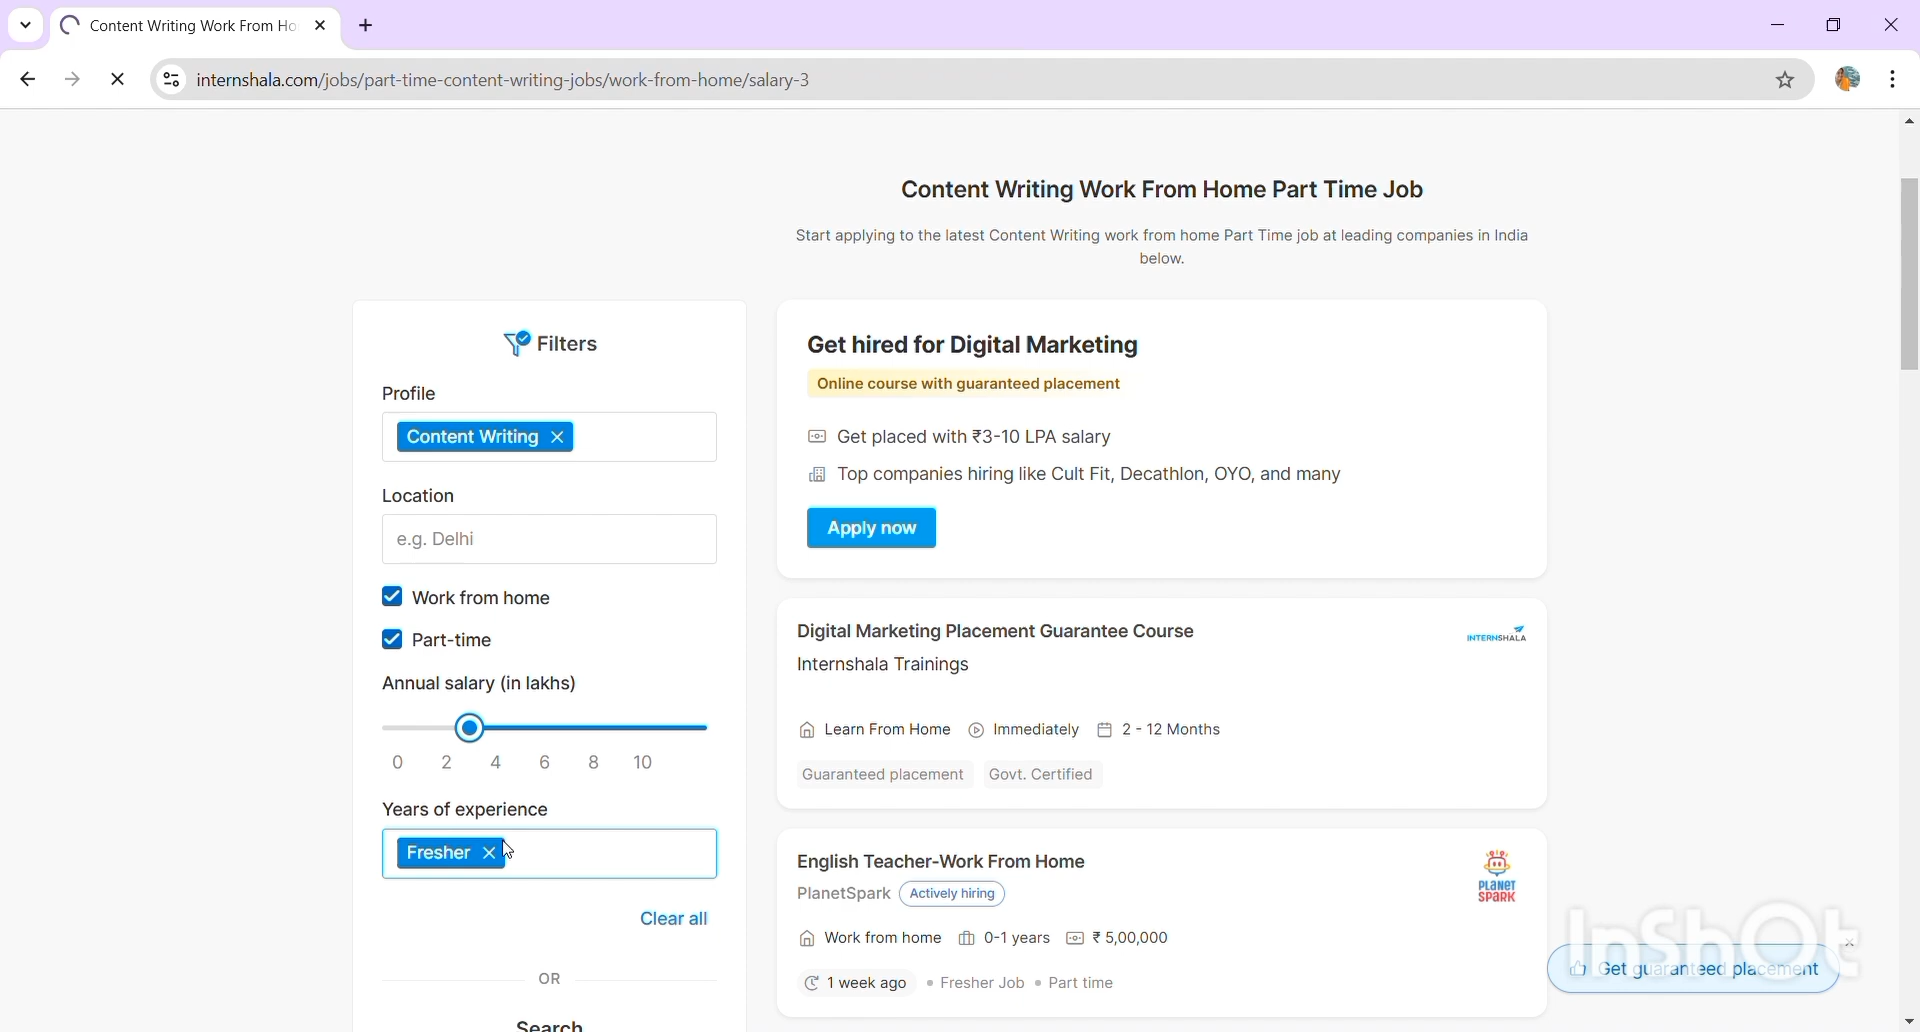 Content Writing Work From Ho
internshala.com/jobs/part-time-content-writing-jobs/work-from-home/salary-3
Content Writing Work From Home Part Time Job
Start applying to the latest Content Writing work from home Part Time job at leading companies in India
below.
Filters
Profile
Content Writing
Location
e.g. Delhi
Work from home
Part-time
Annual salary (in lakhs)
0 2 4 6 8 10
Years of experience
Fresher
Clear all
OR
Search
Get hired for Digital Marketing
Online course with guaranteed placement
Get placed with ₹3-10 LPA salary
Top companies hiring like Cult Fit, Decathlon, OYO, and many
Apply now
Digital Marketing Placement Guarantee Course
INTERNSHALA
Internshala Trainings
Learn From Home Immediately 2 - 12 Months
Guaranteed placement Govt. Certified
English Teacher-Work From Home
PlanetSpark Actively hiring
PLANET
SPARK
Work from home 0-1 years ₹ 5,00,000
1 week ago • Fresher Job • Part time
InShOt
Get guaranteed placement